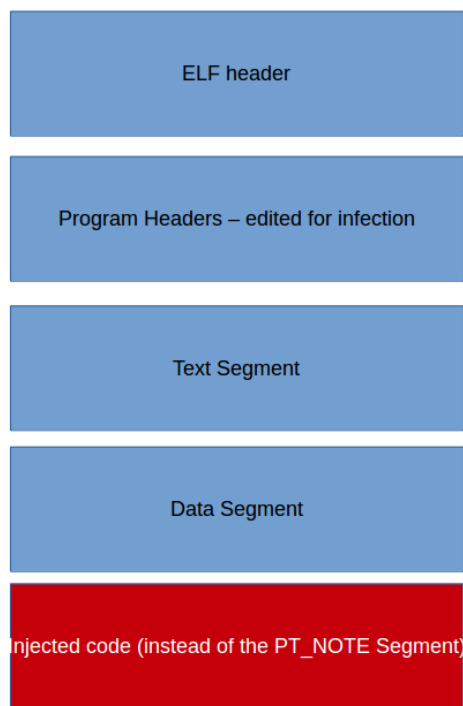 ELF header
Program Headers – edited for infection
Text Segment
Data Segment
Injected code (instead of the PT_NOTE Segment)